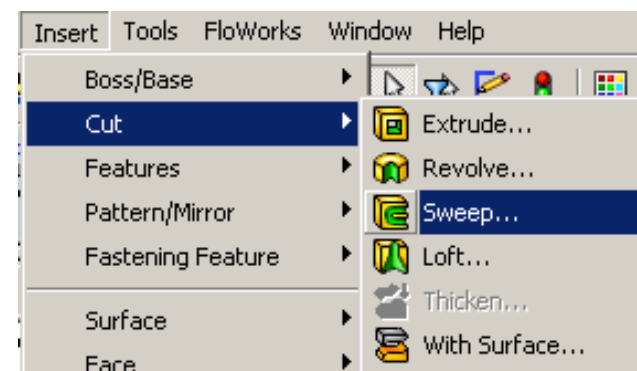 Insert Tools FloWorks Window Help
Boss/Base
Cut
Features
Pattern/Mirror
Fastening Feature
Surface
Face
Extrude...
Revolve...
Sweep...
Loft...
Thicken...
With Surface...